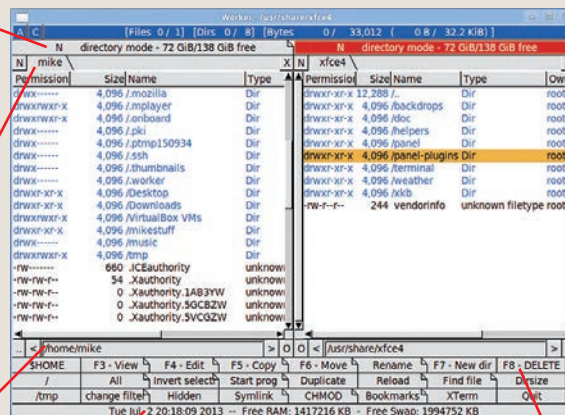 Worker - /usr/share/xfce4
A C [Files 0/ 1] [Dirs 0/ 8] [Bytes 0/ 33,012 ( 0 B / 32.2 KiB) ]
N directory mode - 72 GiB/138 GiB free
N mike X
Permission Size Name Type
drwx------ 4,096 /.mozilla Dir
drwxrwxr-x 4,096 /.mplayer Dir
drwxrwxr-x 4,096 /.onboard Dir
drwx------ 4,096 /.pki Dir
drwx------ 4,096 /.ptmp150934 Dir
drwx------ 4,096 /.ssh Dir
drwx------ 4,096 /.thumbnails Dir
drwx------ 4,096 /.worker Dir
drwxr-xr-x 4,096 /Desktop Dir
drwxr-xr-x 4,096 /Downloads Dir
drwxrwxr-x 4,096 /VirtualBox VMs Dir
drwxr-xr-x 4,096 /mikestuff Dir
drwx------ 4,096 /music Dir
drwx------ 4,096 /tmp Dir
-rw------- 660 .ICEauthority unknown
-rw-rw-r-- 54 .Xauthority unknown
-rw-rw-r-- 0 .Xauthority.1AB3YW unknown
-rw-rw-r-- 0 .Xauthority.5GCBZW unknown
-rw-rw-r-- 0 .Xauthority.5VCGZW unknown
.. < /home/mike > O
N directory mode - 72 GiB/138 GiB free
N xfce4
Permission Size Name Type Own
drwxr-xr-x 12,288 /.. Dir root
drwxr-xr-x 4,096 /backdrops Dir root
drwxr-xr-x 4,096 /doc Dir root
drwxr-xr-x 4,096 /helpers Dir root
drwxr-xr-x 4,096 /panel Dir root
drwxr-xr-x 4,096 /panel-plugins Dir root
drwxr-xr-x 4,096 /terminal Dir root
drwxr-xr-x 4,096 /weather Dir root
drwxr-xr-x 4,096 /xkb Dir root
-rw-r--r-- 244 vendorinfo unknown filetype root
O < /usr/share/xfce4 >
$HOME F3 - View F4 - Edit F5 - Copy F6 - Move Rename F7 - New dir F8 - DELETE
/ All Invert select Start prog Duplicate Reload Find file Dirsize
/tmp change filter Hidden Symlink CHMOD Bookmarks XTerm Quit
Tue Jul 2 20:18:09 2013 -- Free RAM: 1417216 KB - Free Swap: 1994752 KB